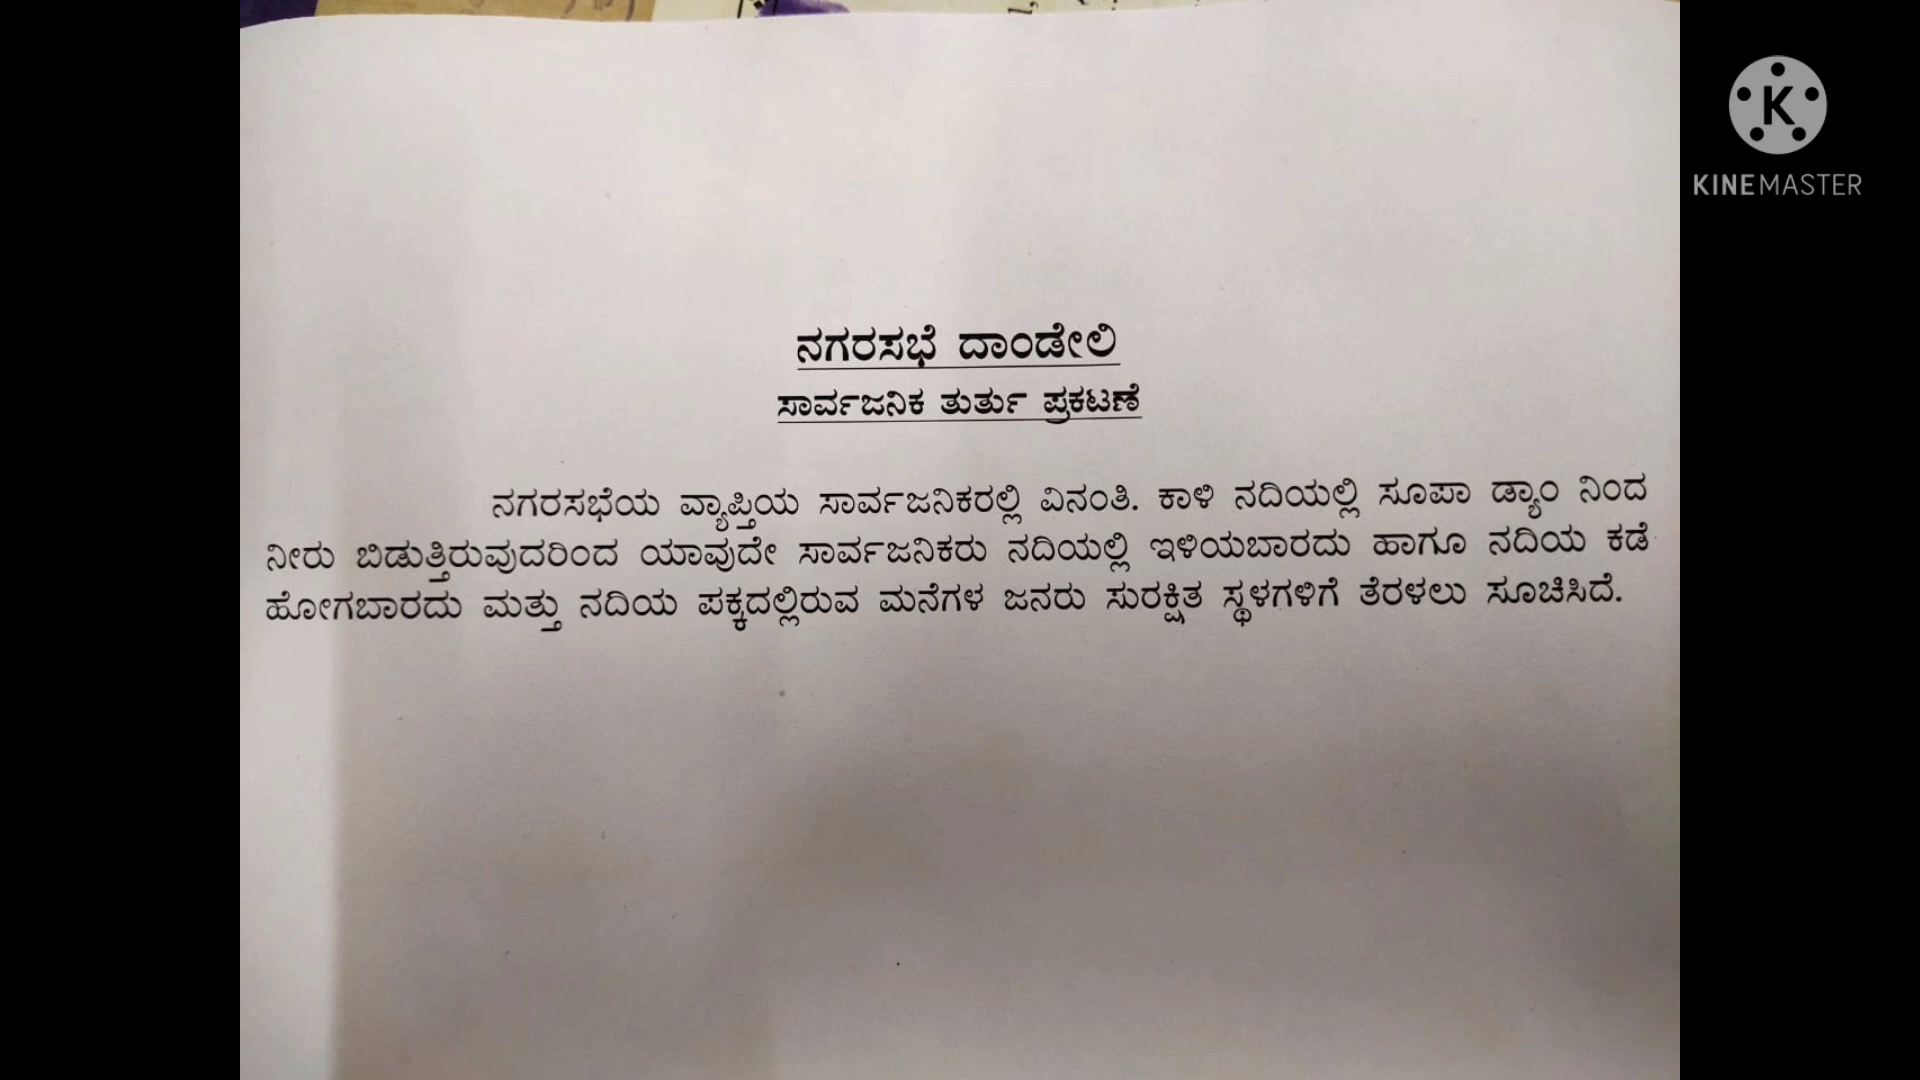 ನಗರಸಭೆ ದಾಂಡೇಲಿ
ಸಾರ್ವಜನಿಕ ತುರ್ತು ಪ್ರಕಟಣೆ
ನಗರಸಭೆಯ ವ್ಯಾಪ್ತಿಯ ಸಾರ್ವಜನಿಕರಲ್ಲಿ ವಿನಂತಿ. ಕಾಳಿ ನದಿಯಲ್ಲಿ ಸೂಪಾ ಡ್ಯಾಂ ನಿಂದ
ನೀರು ಬಿಡುತ್ತಿರುವುದರಿಂದ ಯಾವುದೇ ಸಾರ್ವಜನಿಕರು ನದಿಯಲ್ಲಿ ಇಳಿಯಬಾರದು ಹಾಗೂ ನದಿಯ ಕಡೆ
ಹೋಗಬಾರದು ಮತ್ತು ನದಿಯ ಪಕ್ಕದಲ್ಲಿರುವ ಮನೆಗಳ ಜನರು ಸುರಕ್ಷಿತ ಸ್ಥಳಗಳಿಗೆ ತೆರಳಲು ಸೂಚಿಸಿದೆ.
K
KINEMASTER